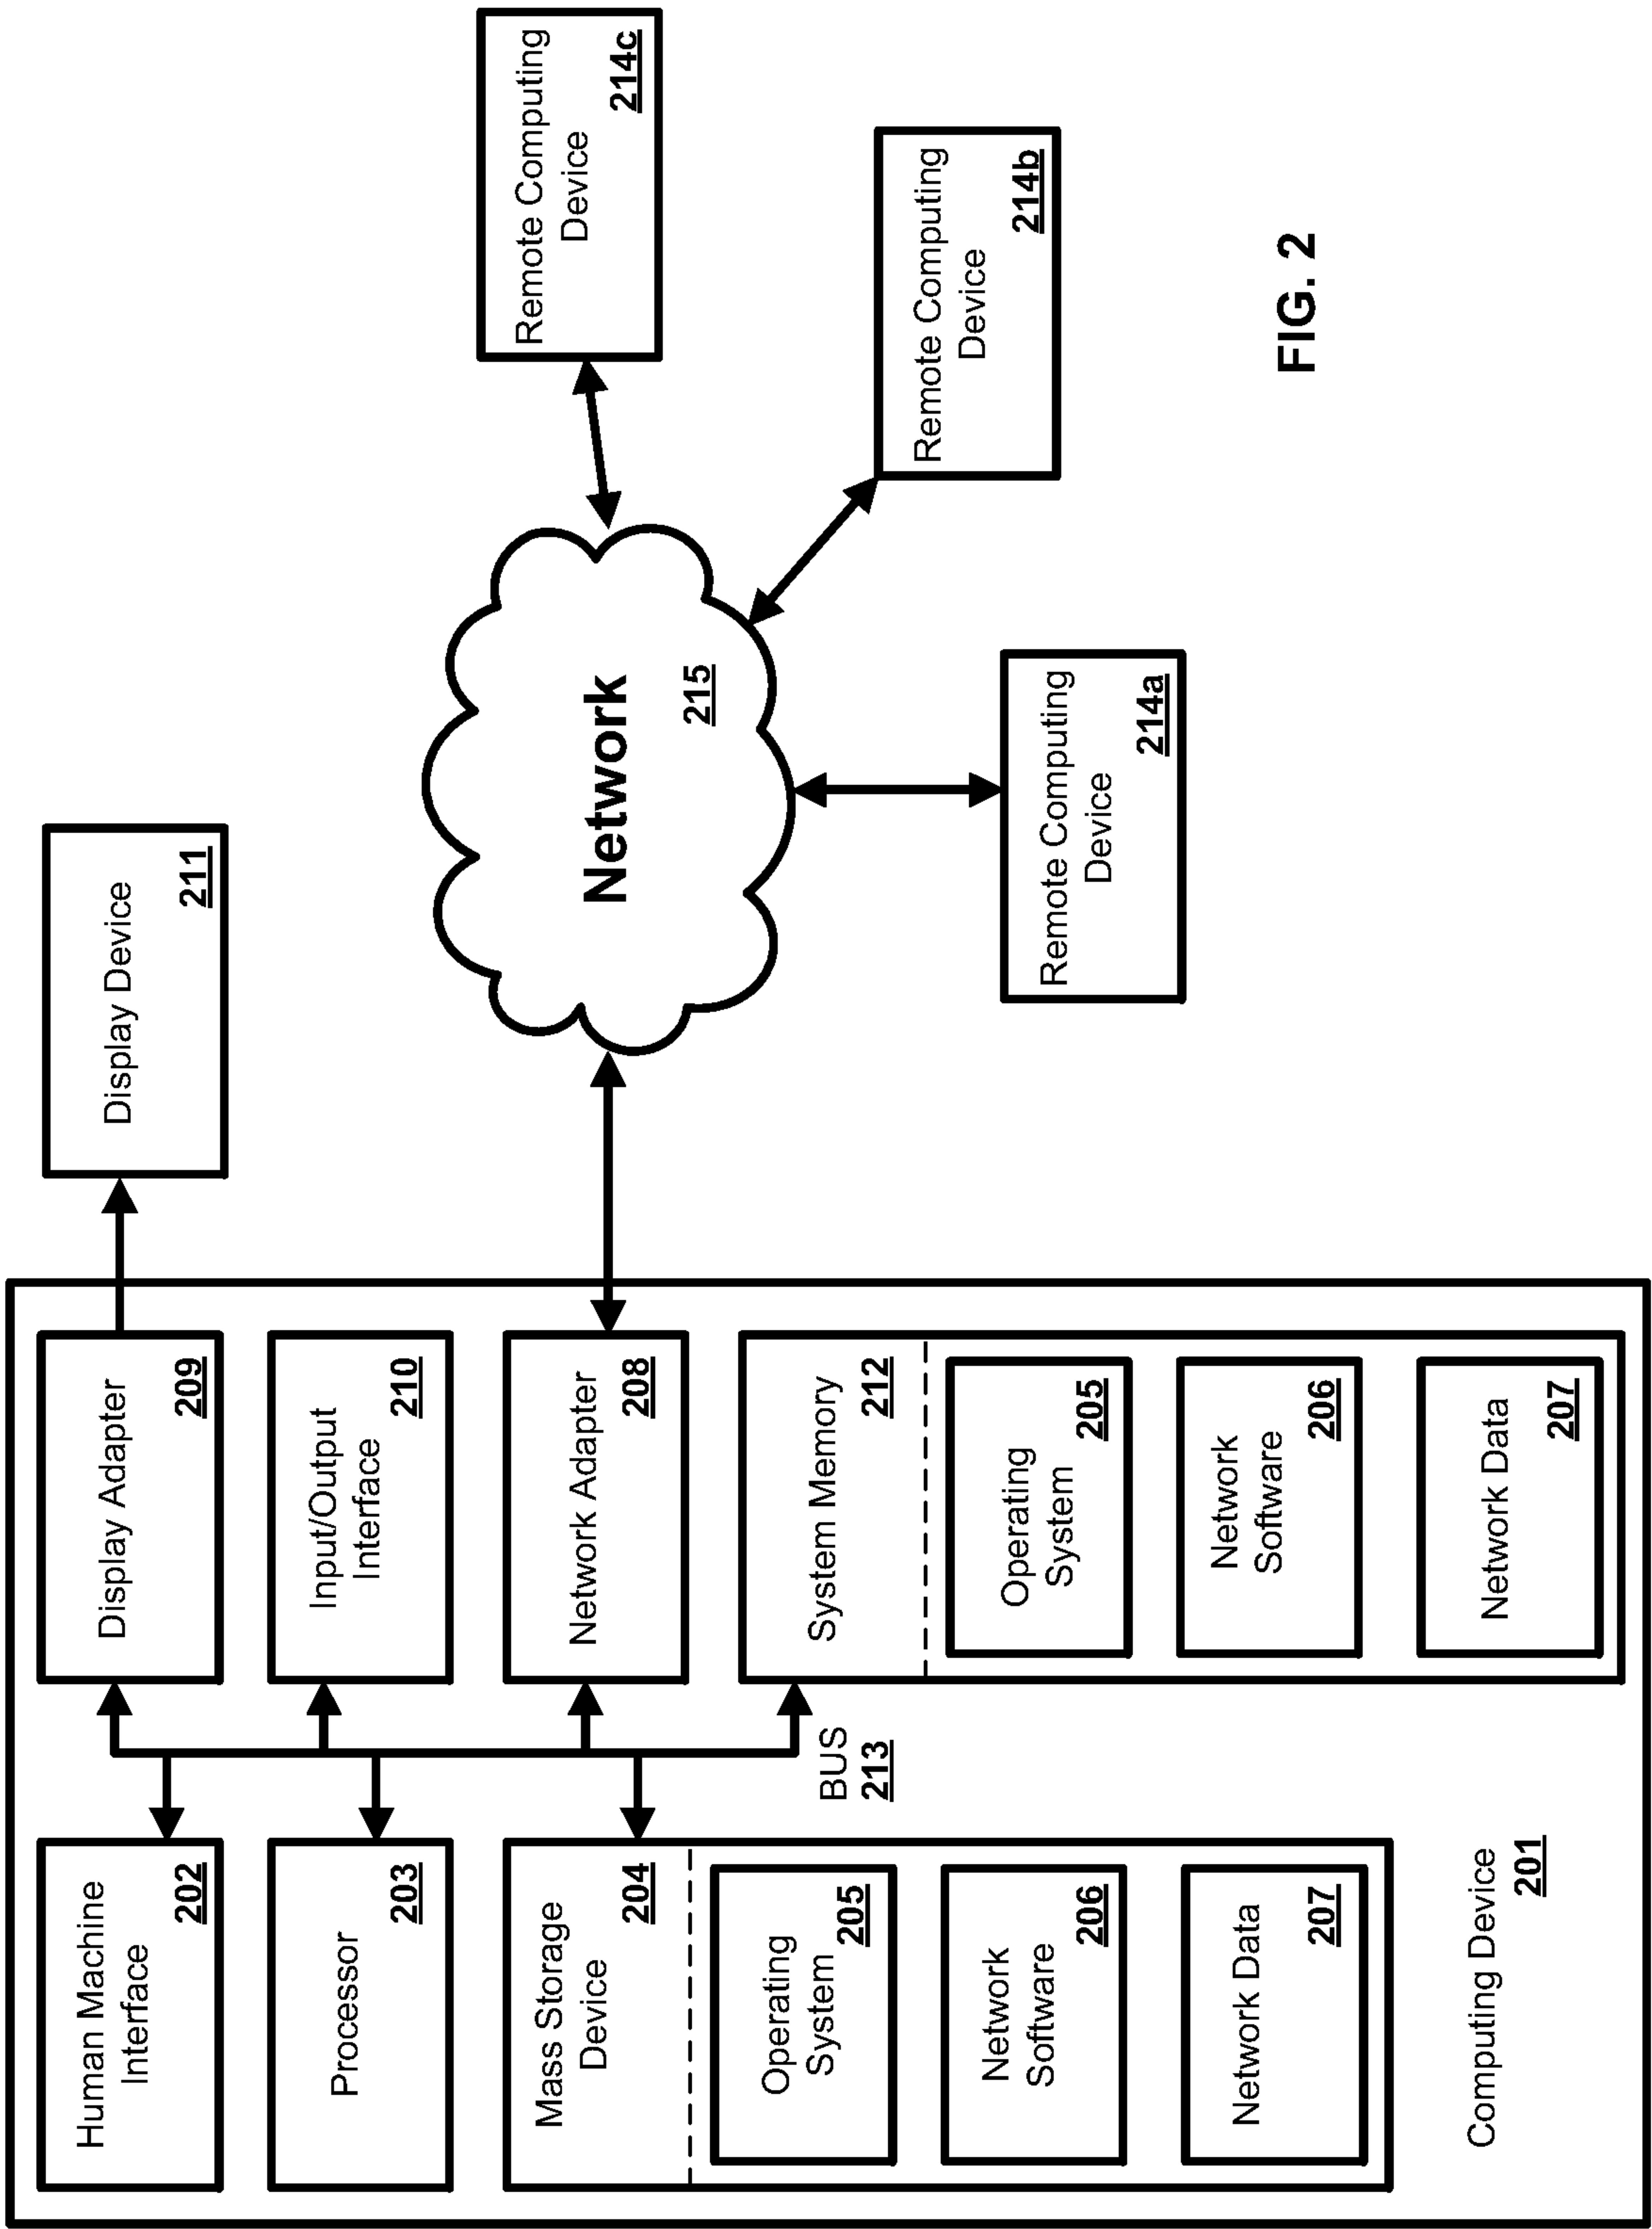 Human Machine
Interface
202
Processor
203
Mass Storage
Device
204
Operating
System
205
Network
Software
206
Network Data
207
Computing Device
201
BUS
213
Display Adapter
209
Input/Output
Interface
210
Network Adapter
208
System Memory
212
Operating
System
205
Network
Software
206
Network Data
207
Display Device
211
Network
215
Remote Computing
Device
214a
Remote Computing
Device
214b
Remote Computing
Device
214c
FIG. 2